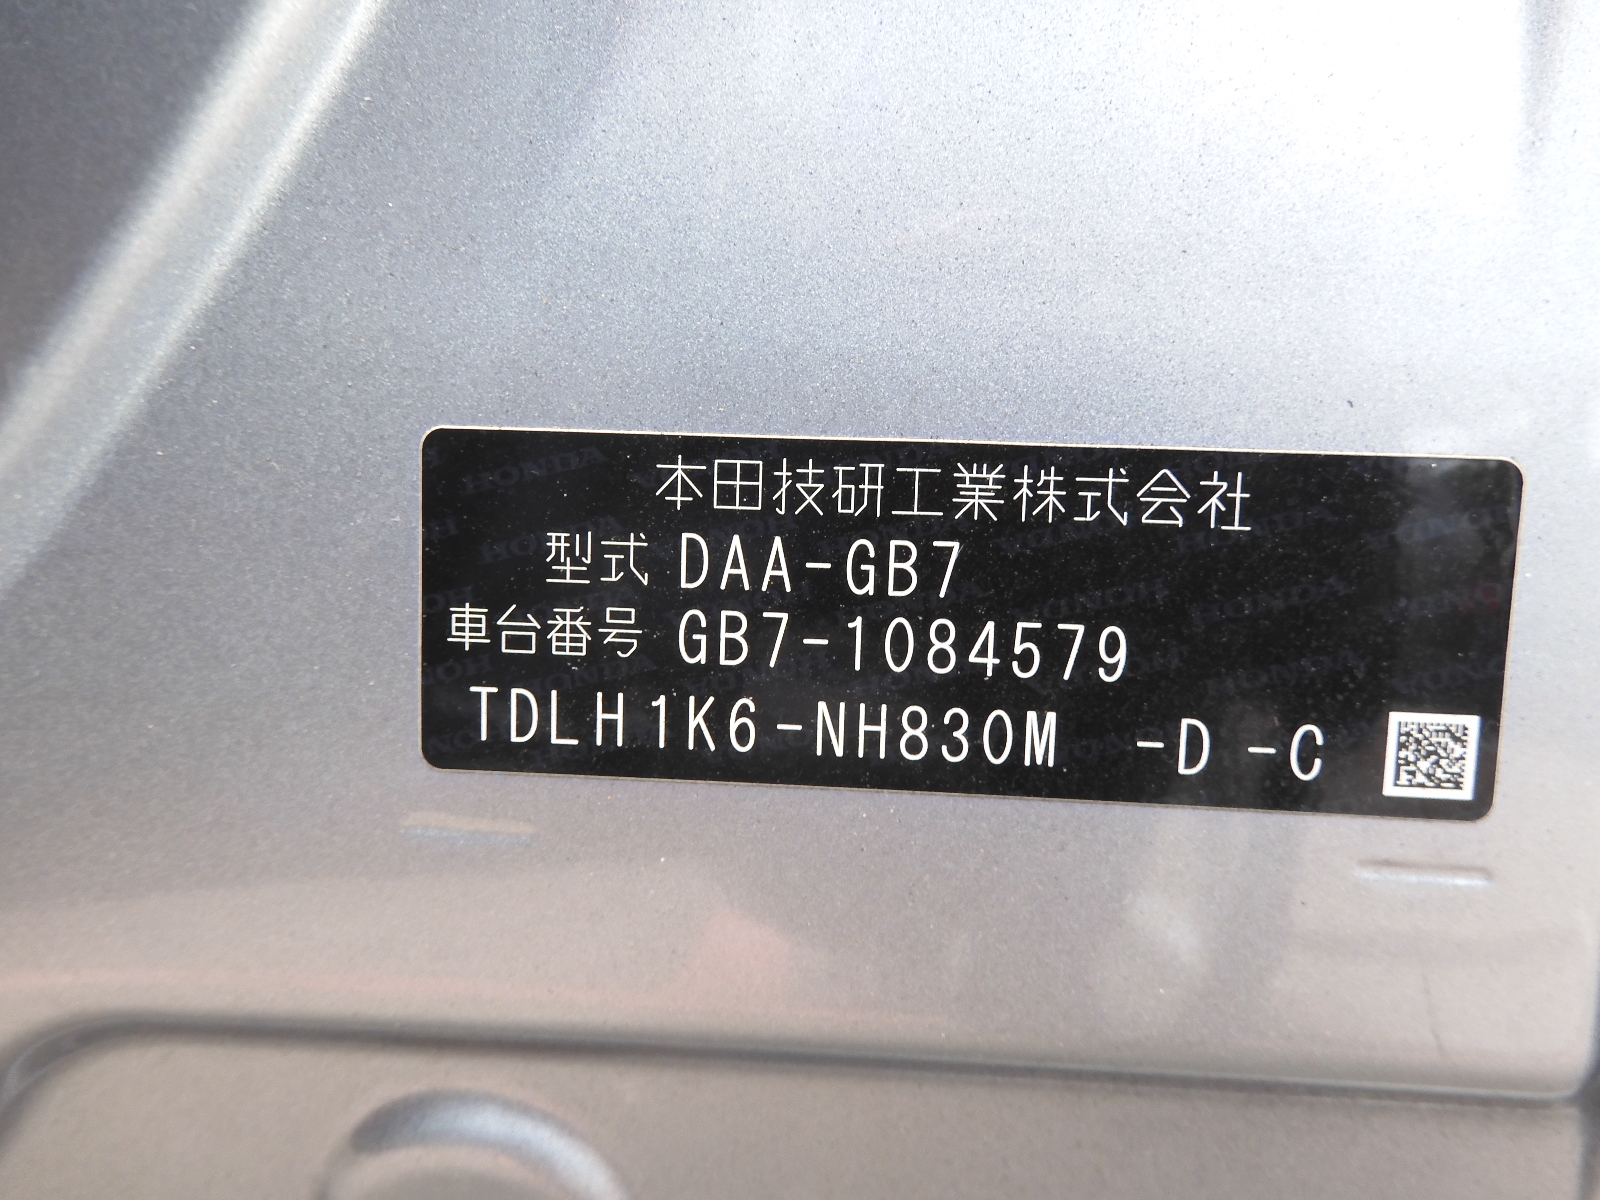 本田技研工業株式会社
型式 DAA-GB7
車台番号 GB7-1084579
TDLH1K6-NH830M -D -C